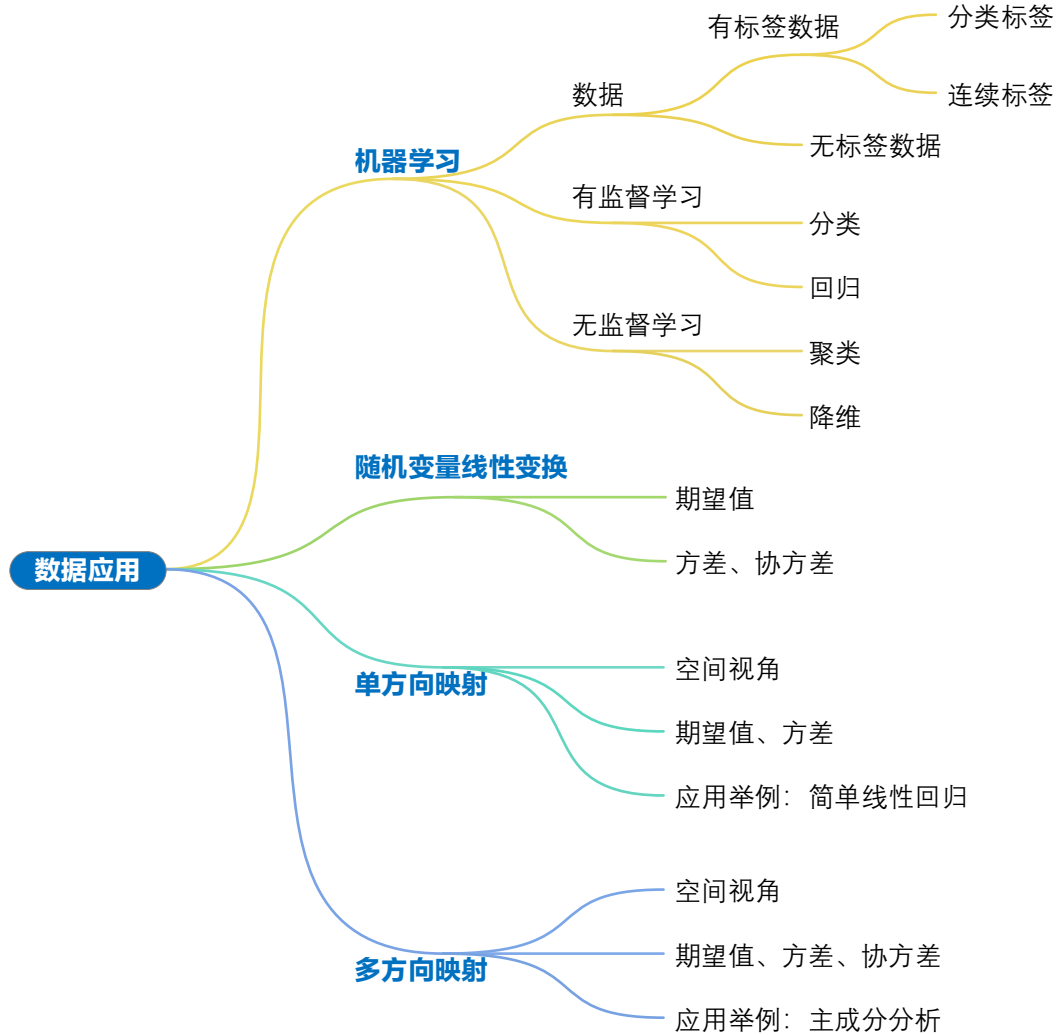 数据应用
机器学习
数据
有标签数据
分类标签
连续标签
无标签数据
有监督学习
分类
回归
无监督学习
聚类
降维
随机变量线性变换
期望值
方差、协方差
单方向映射
空间视角
期望值、方差
应用举例：简单线性回归
多方向映射
空间视角
期望值、方差、协方差
应用举例：主成分分析